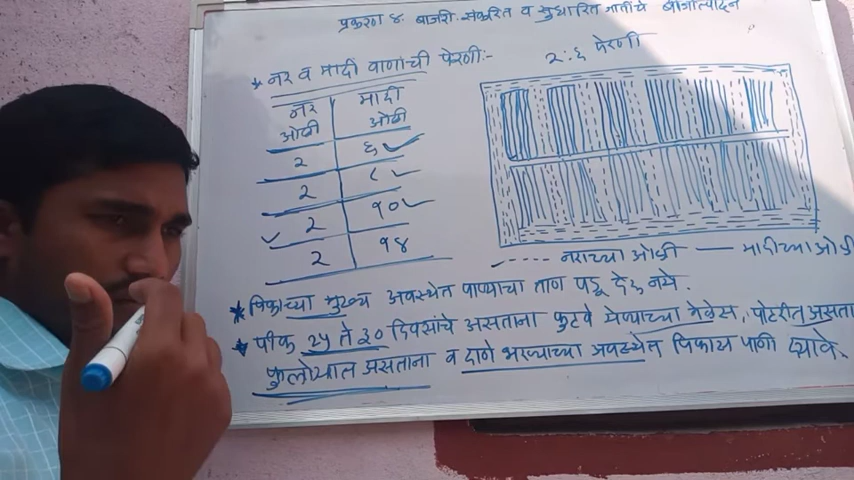 प्रकरण ४: बाजरी संकरित व सुधारित जातींचे बीजोत्पादन
* नर व मादी वाणांची पेरणी:-
२:६ पेरणी
नर ओळी मादी ओळी
२ ६
२ ८
२ १०
२ १४
---- नराच्या ओळी —— मादीच्या ओळी
* पिकाच्या मुख्य अवस्थेत पाण्याचा ताण पडू देऊ नये.
* पीक २५ ते ३० दिवसांचे असताना फुटवे येण्याच्या वेळेस, पोटरीत असता
फुलोऱ्यात असताना व दाणे भरण्याच्या अवस्थेत पिकास पाणी द्यावे.